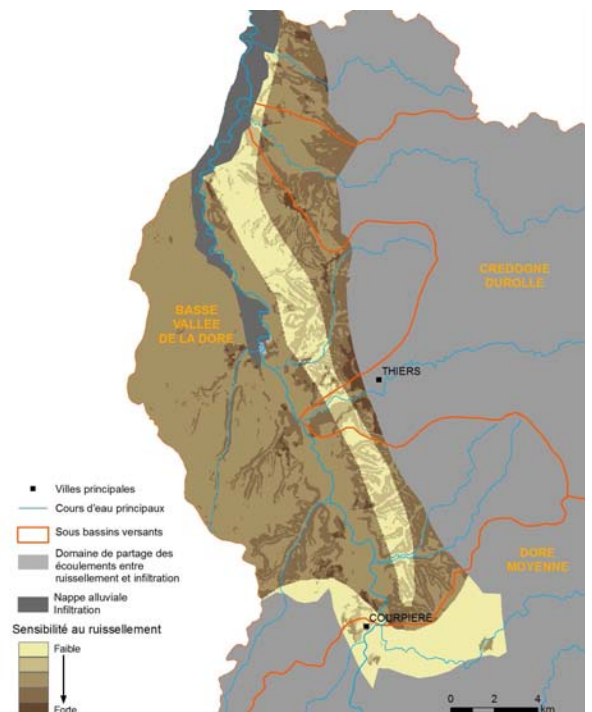 CREDOGNE
DUROLLE
BASSE
VALLEE
DE LA DORE
THIERS
Villes principales
Cours d'eau principaux
Sous bassins versants
Domaine de partage des
écoulements entre
ruissellement et infiltration
Nappe alluviale
Infiltration
DORE
MOYENNE
COURPIERE
Sensibilité au ruissellement
Faible
Forte
0 2 4
km